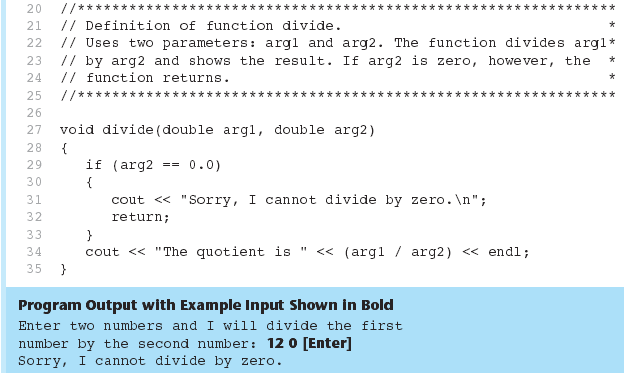 20 //**************************************************************
21 // Definition of function divide. *
22 // Uses two parameters: arg1 and arg2. The function divides arg1*
23 // by arg2 and shows the result. If arg2 is zero, however, the *
24 // function returns. *
25 //**************************************************************
26
27 void divide(double arg1, double arg2)
28 {
29 if (arg2 == 0.0)
30 {
31 cout << "Sorry, I cannot divide by zero.\n";
32 return;
33 }
34 cout << "The quotient is " << (arg1 / arg2) << endl;
35 }
Program Output with Example Input Shown in Bold
Enter two numbers and I will divide the first
number by the second number: 12 0 [Enter]
Sorry, I cannot divide by zero.